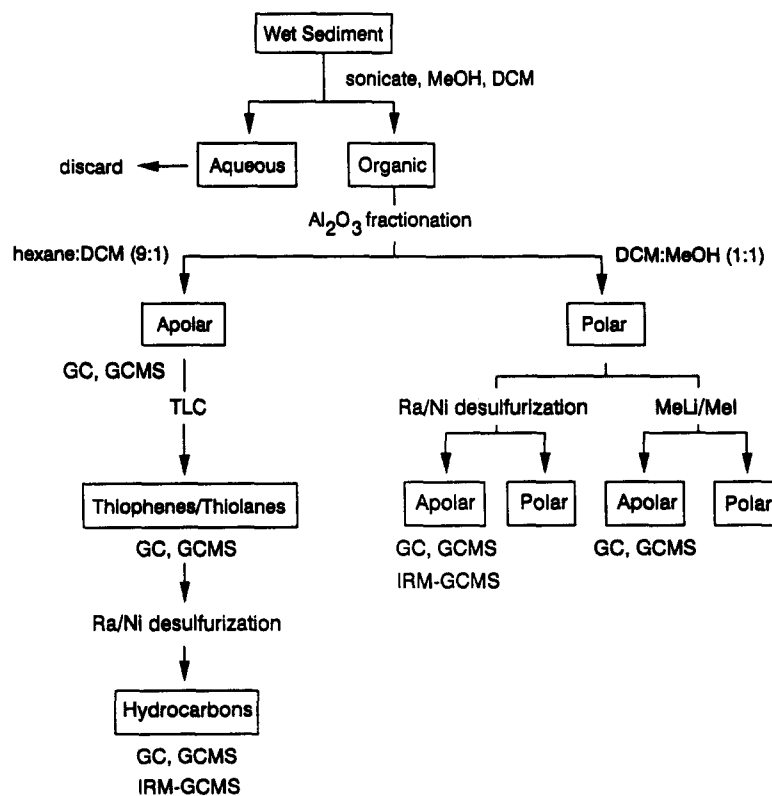 Wet Sediment
sonicate, MeOH, DCM
discard
Aqueous
Organic
Al2O3 fractionation
hexane:DCM (9:1)
DCM:MeOH (1:1)
Apolar
Polar
GC, GCMS
TLC
Ra/Ni desulfurization
MeLi/MeI
Thiophenes/Thiolanes
GC, GCMS
Apolar
Polar
Apolar
Polar
GC, GCMS
IRM-GCMS
GC, GCMS
Ra/Ni desulfurization
Hydrocarbons
GC, GCMS
IRM-GCMS